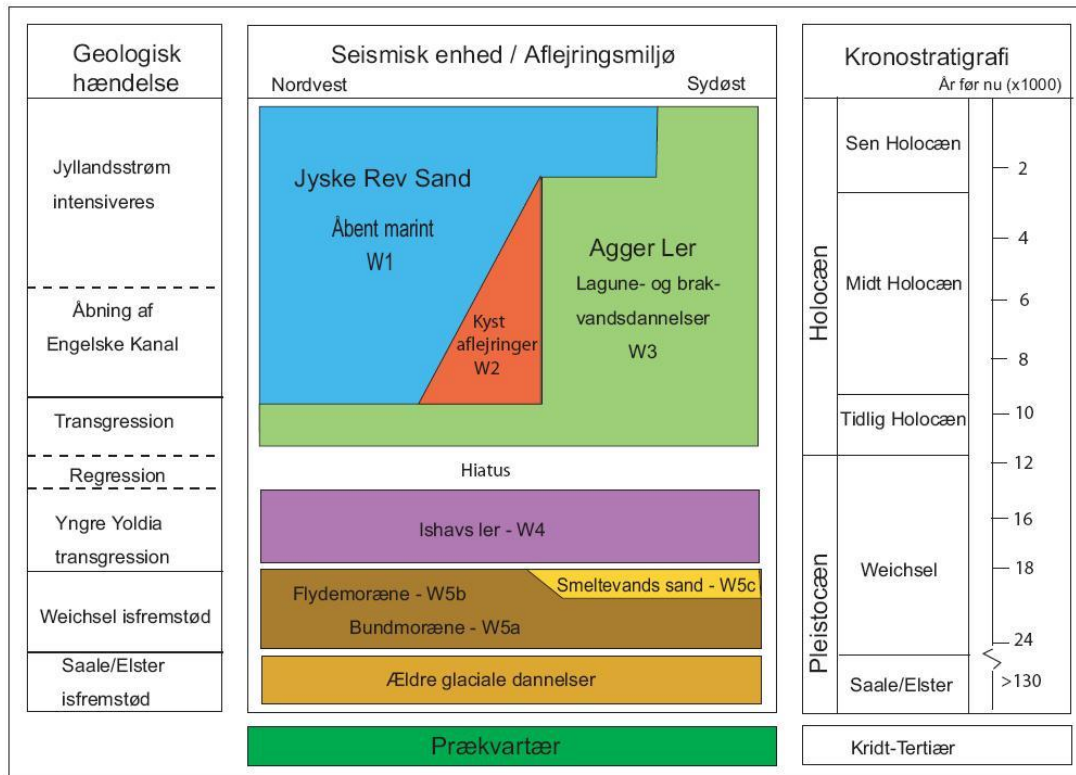 Geologisk
hændelse
Jyllandsstrøm
intensiveres
Åbning af
Engelske Kanal
Transgression
Regression
Yngre Yoldia
transgression
Weichsel isfremstød
Saale/Elster
isfremstød
Seismisk enhed / Aflejringsmiljø
Nordvest
Sydøst
Jyske Rev Sand
Åbent marint
W1
Kyst
aflejringer
W2
Agger Ler
Lagune- og brak-
vandsdannelser
W3
Hiatus
Ishavs ler - W4
Flydemoræne - W5b
Smeltevands sand - W5c
Bundmoræne - W5a
Ældre glaciale dannelser
Prækvartær
Kronostratigrafi
År før nu (x1000)
Holocæn
Sen Holocæn
Midt Holocæn
Tidlig Holocæn
Pleistocæn
Weichsel
Saale/Elster
2
4
6
8
10
12
16
18
24
>130
Kridt-Tertiær